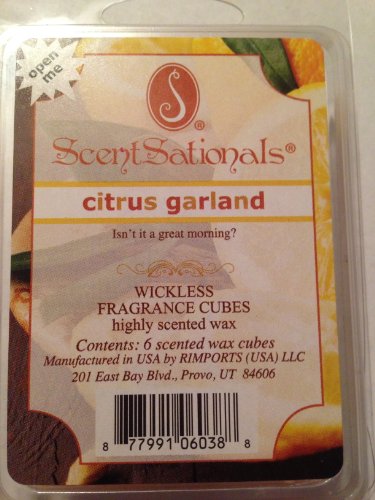 open
me
ScentSationals®
citrus garland
Isn't it a great morning?
WICKLESS
FRAGRANCE CUBES
highly scented wax
Contents: 6 scented wax cubes
Manufactured in USA by RIMPORTS (USA) LLC
201 East Bay Blvd., Provo, UT 84606
8 77991 06038 8